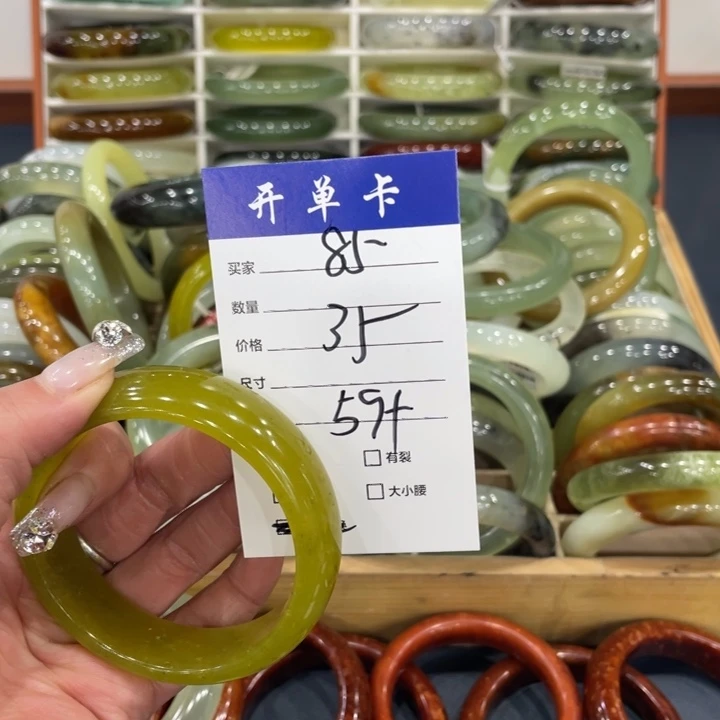 开单卡
买家 85-
数量
价格 35
尺寸
59+
有裂
大小腰